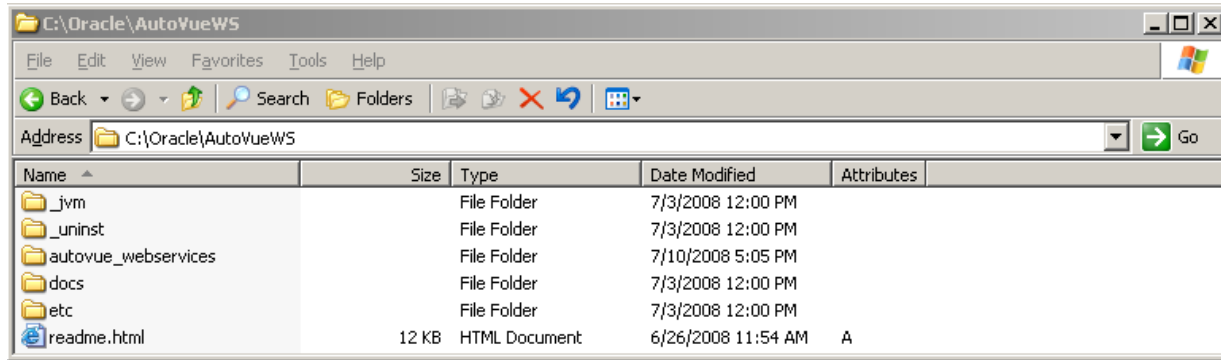 C:\Oracle\AutoVueWS
File Edit View Favorites Tools Help
Back Search Folders
Address C:\Oracle\AutoVueWS Go
Name Size Type Date Modified Attributes
_jvm File Folder 7/3/2008 12:00 PM
_uninst File Folder 7/3/2008 12:00 PM
autovue_webservices File Folder 7/10/2008 5:05 PM
docs File Folder 7/3/2008 12:00 PM
etc File Folder 7/3/2008 12:00 PM
readme.html 12 KB HTML Document 6/26/2008 11:54 AM A